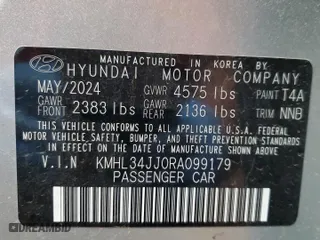 MANUFACTURED IN KOREA BY
HYUNDAI MOTOR COMPANY
MAY/2024 GVWR 4575 lbs PAINT T4A
GAWR FRONT 2383 lbs GAWR REAR 2136 lbs TRIM NNB
THIS VEHICLE CONFORMS TO ALL APPLICABLE U.S. FEDERAL
MOTOR VEHICLE SAFETY, BUMPER, AND THEFT PREVENTION STANDARDS
IN EFFECT ON THE DATE OF MANUFACTURE SHOWN ABOVE.
V.I.N KMHL34JJ0RA099179
PASSENGER CAR